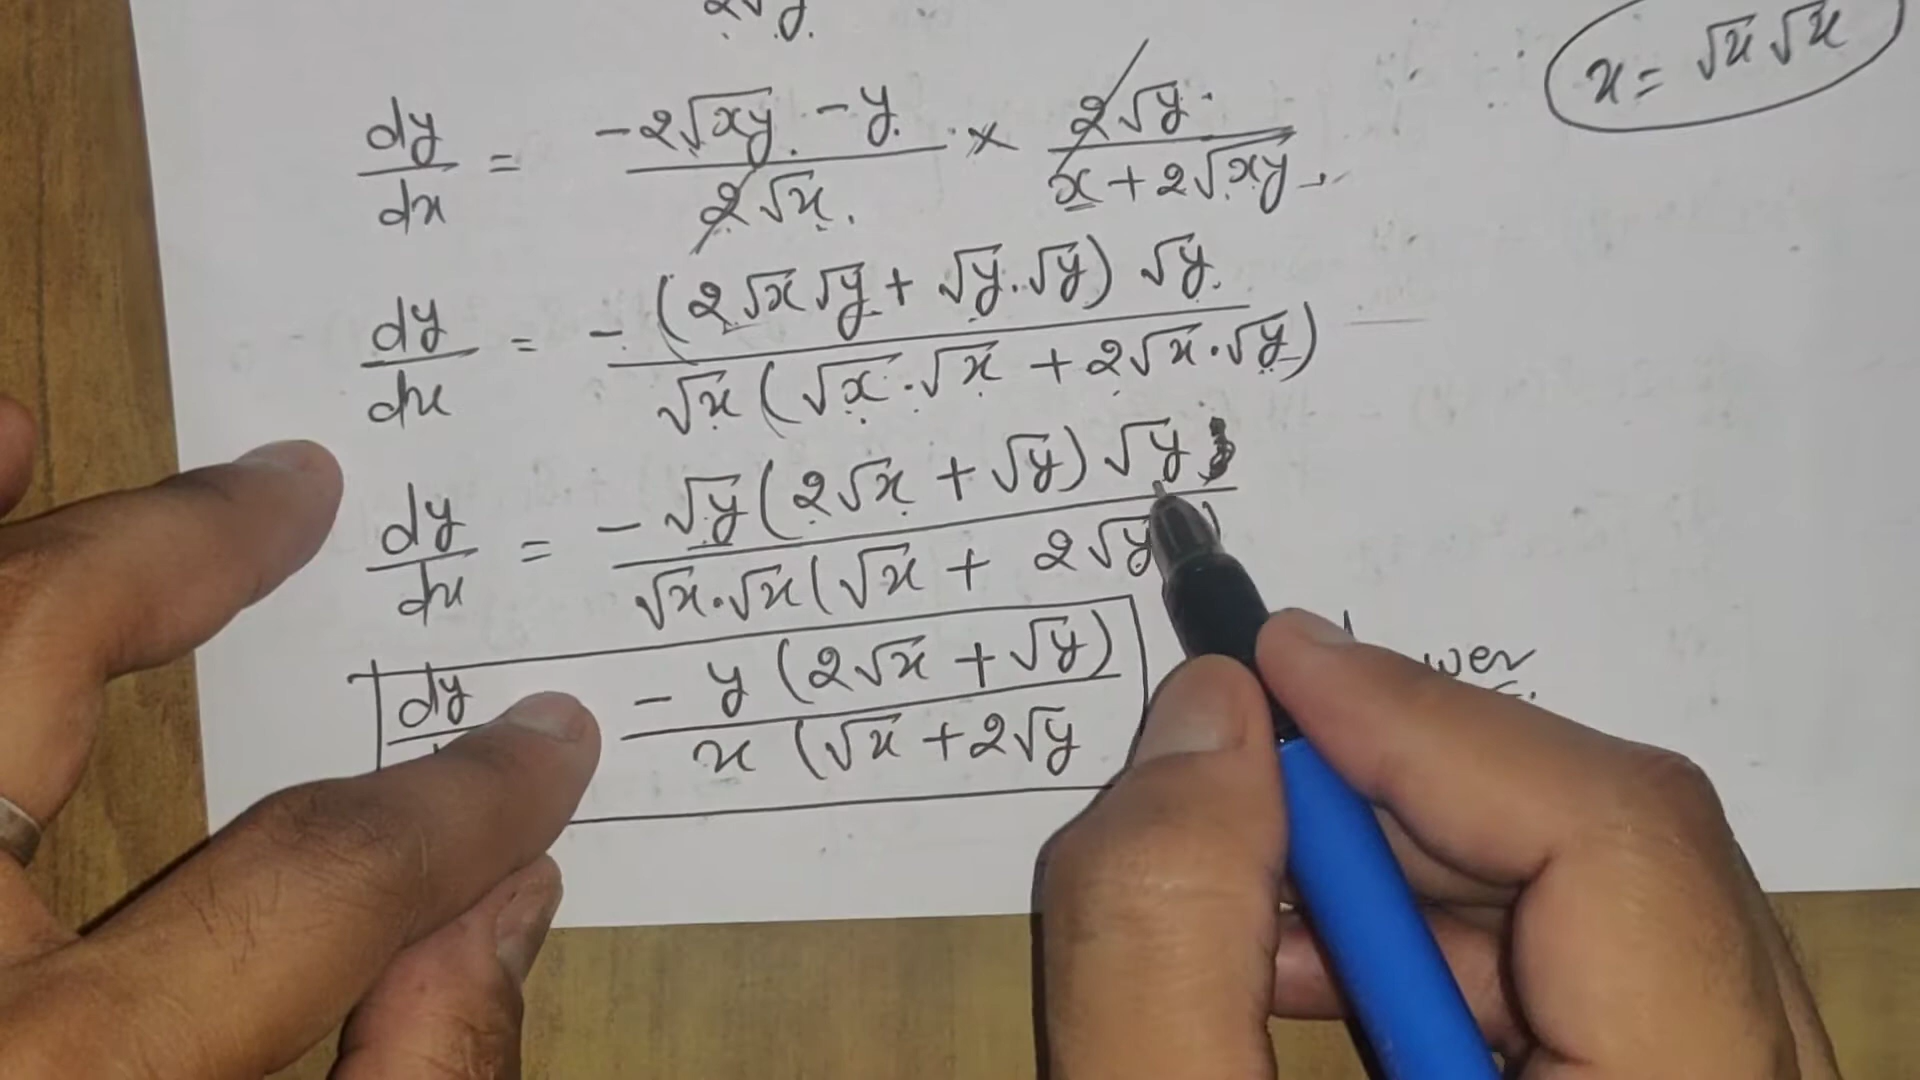 2√y.
x = √x √x
dy/dx = (-2√xy. - y.)/(2√x.) × (2√y.)/(x + 2√xy.)
dy/dx = -(2√x √y + √y.√y) √y./√x (√x.√x + 2√x.√y)
dy/dx = -√y (2√x + √y) √y/√x.√x (√x + 2√y)
dy = -y (2√x + √y)/x (√x + 2√y